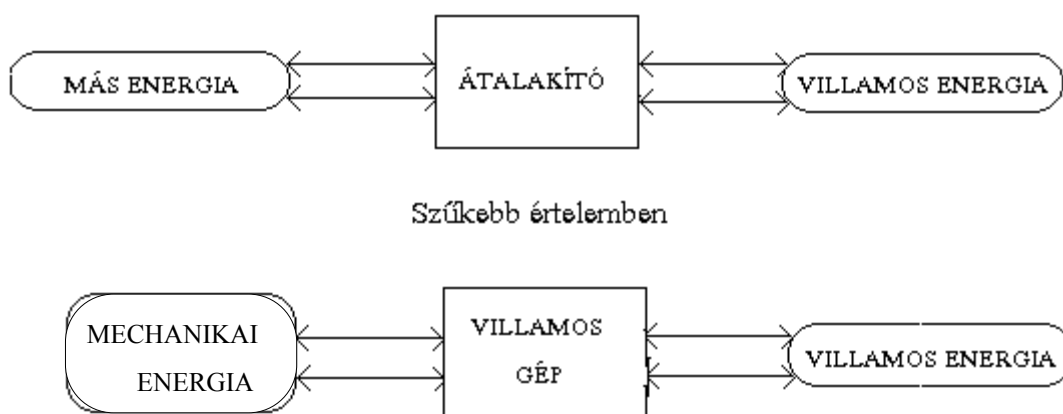 MÁS ENERGIA
ÁTALAKÍTÓ
VILLAMOS ENERGIA
Szűkebb értelemben
MECHANIKAI
ENERGIA
VILLAMOS
GÉP
VILLAMOS ENERGIA